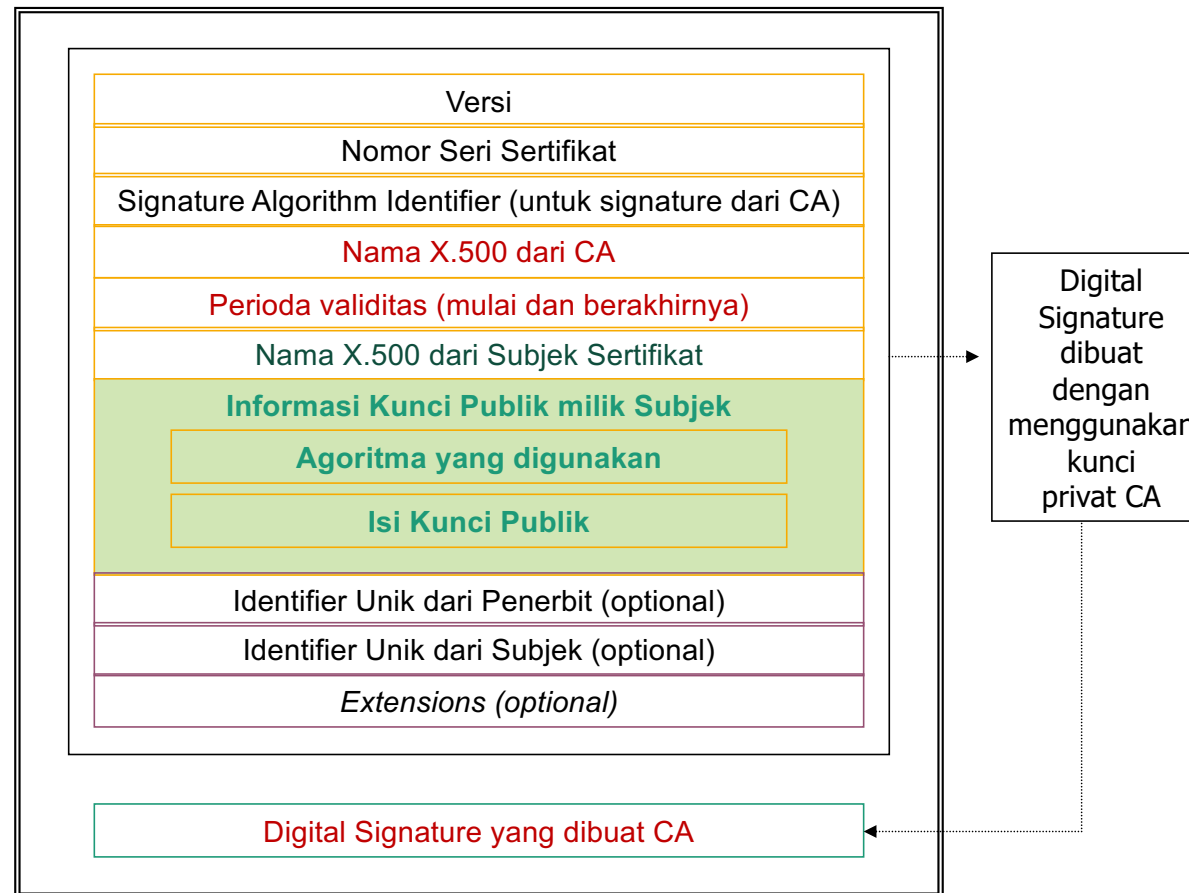 Versi
Nomor Seri Sertifikat
Signature Algorithm Identifier (untuk signature dari CA)
Nama X.500 dari CA
Perioda validitas (mulai dan berakhirnya)
Nama X.500 dari Subjek Sertifikat
Informasi Kunci Publik milik Subjek
Agoritma yang digunakan
Isi Kunci Publik
Identifier Unik dari Penerbit (optional)
Identifier Unik dari Subjek (optional)
Extensions (optional)
Digital Signature yang dibuat CA
Digital
Signature
dibuat
dengan
menggunakan
kunci
privat CA